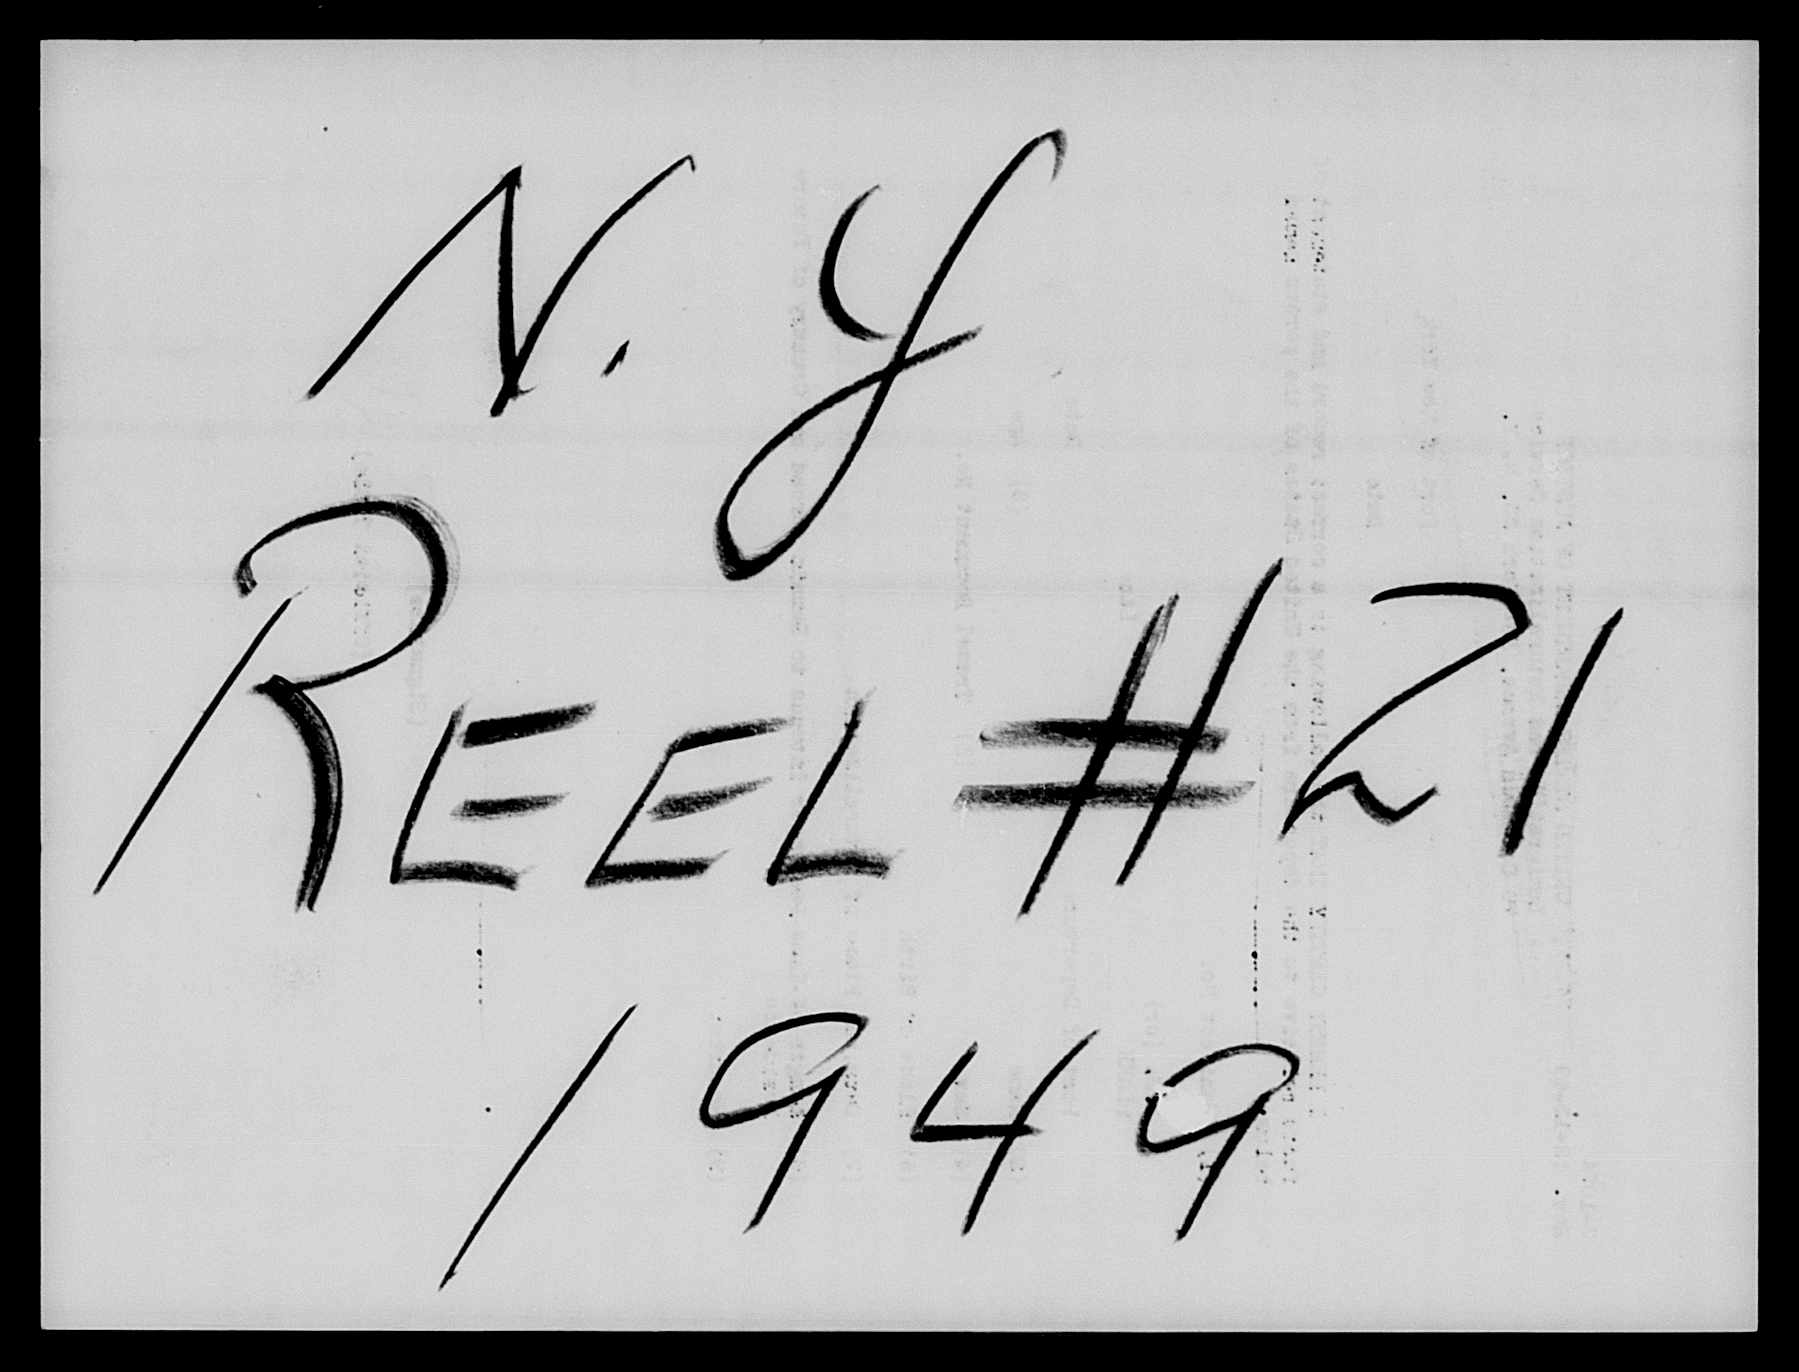 N. Y
REEL # 21
1949